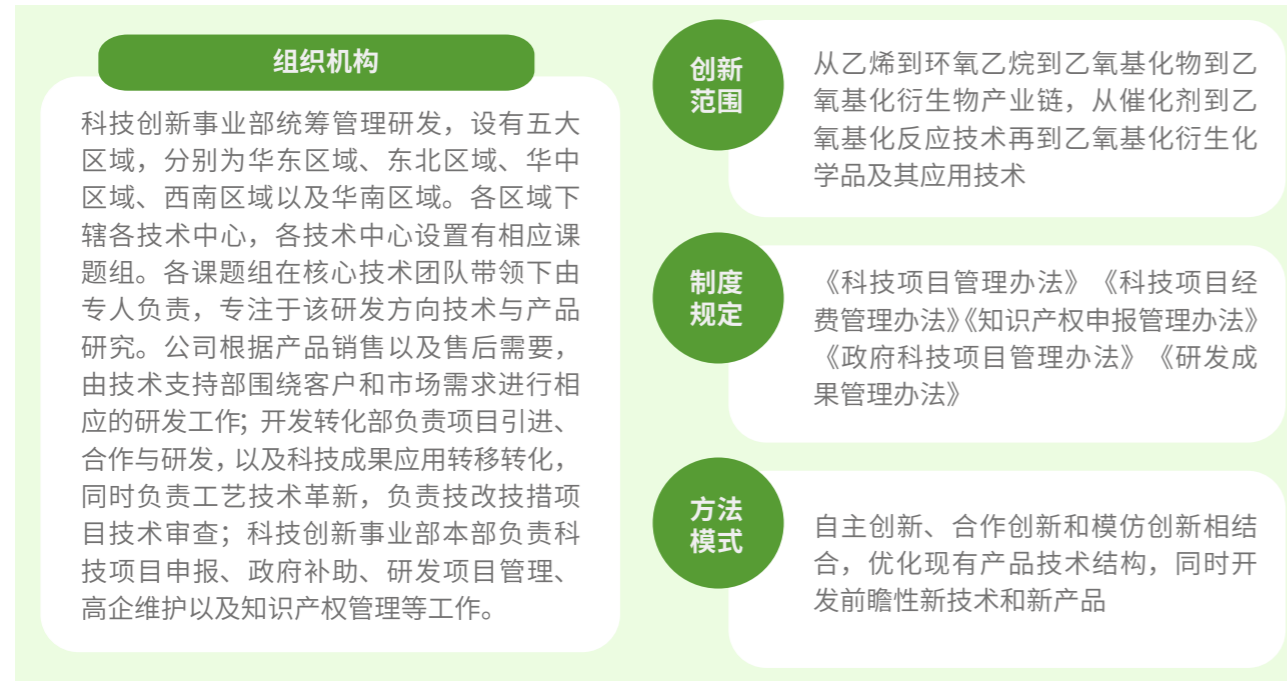 组织机构
科技创新事业部统筹管理研发，设有五大
区域，分别为华东区域、东北区域、华中
区域、西南区域以及华南区域。各区域下
辖各技术中心，各技术中心设置有相应课
题组。各课题组在核心技术团队带领下由
专人负责，专注于该研发方向技术与产品
研究。公司根据产品销售以及售后需要，
由技术支持部围绕客户和市场需求进行相
应的研发工作；开发转化部负责项目引进、
合作与研发，以及科技成果应用转移转化，
同时负责工艺技术革新，负责技改技措项
目技术审查；科技创新事业部本部负责科
技项目申报、政府补助、研发项目管理、
高企维护以及知识产权管理等工作。
创新
范围
从乙烯到环氧乙烷到乙氧基化物到乙
氧基化衍生物产业链，从催化剂到乙
氧基化反应技术再到乙氧基化衍生化
学品及其应用技术
制度
规定
《科技项目管理办法》《科技项目经
费管理办法》《知识产权申报管理办法》
《政府科技项目管理办法》《研发成
果管理办法》
方法
模式
自主创新、合作创新和模仿创新相结
合，优化现有产品技术结构，同时开
发前瞻性新技术和新产品